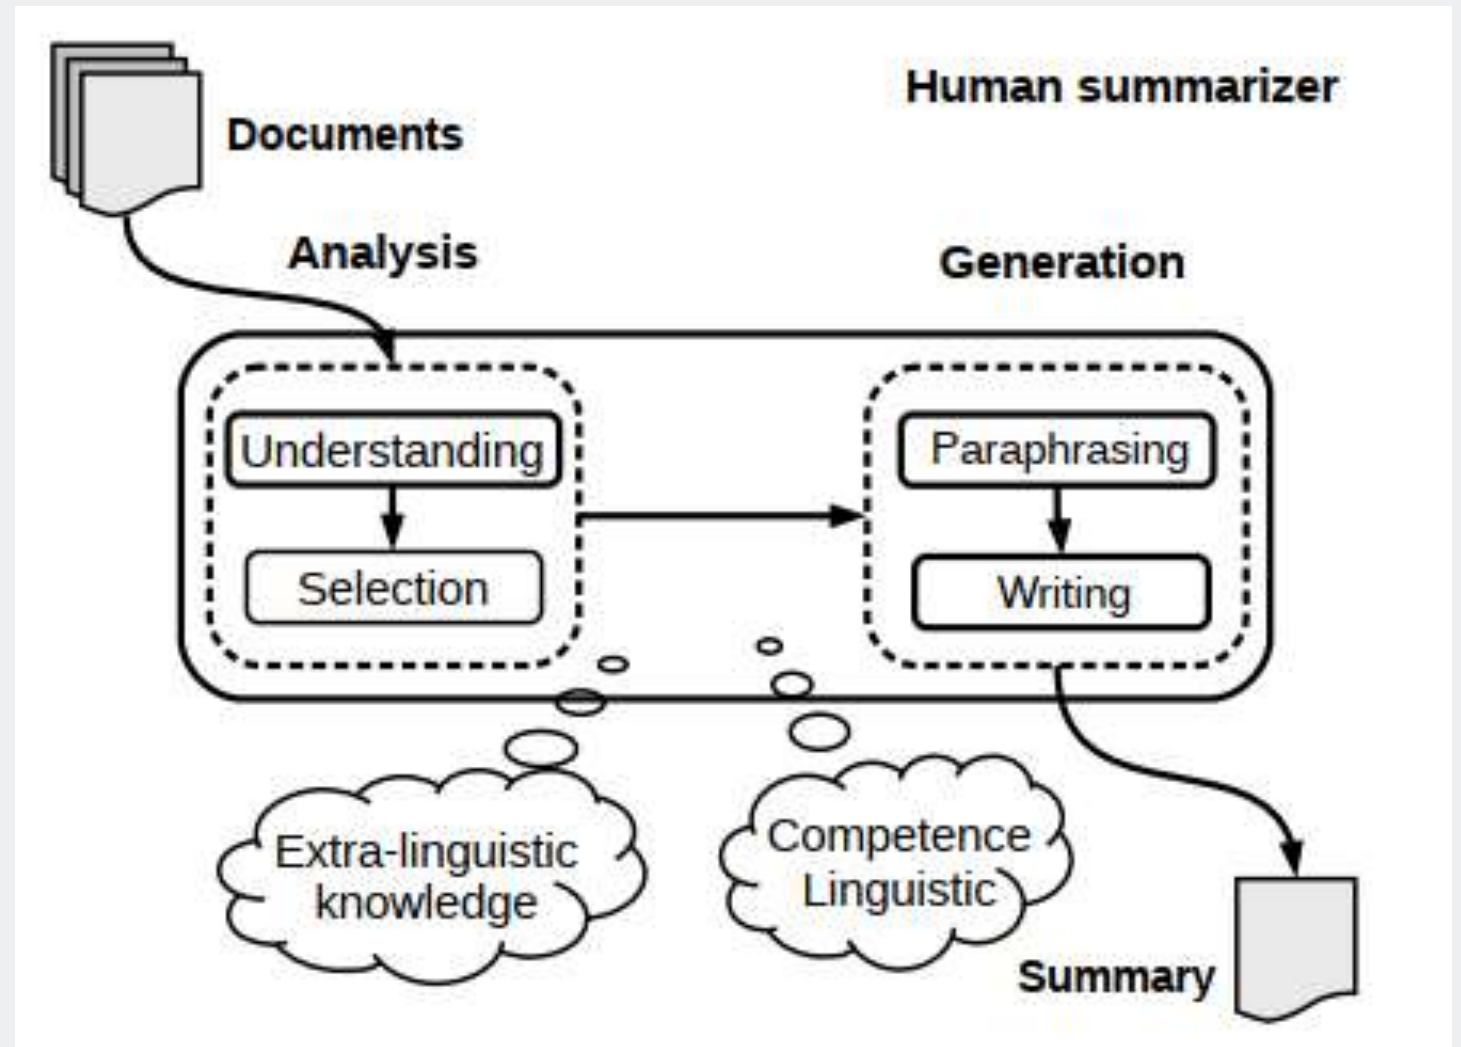 Human summarizer
Documents
Analysis
Generation
Understanding
Selection
Paraphrasing
Writing
Extra-linguistic
knowledge
Competence
Linguistic
Summary